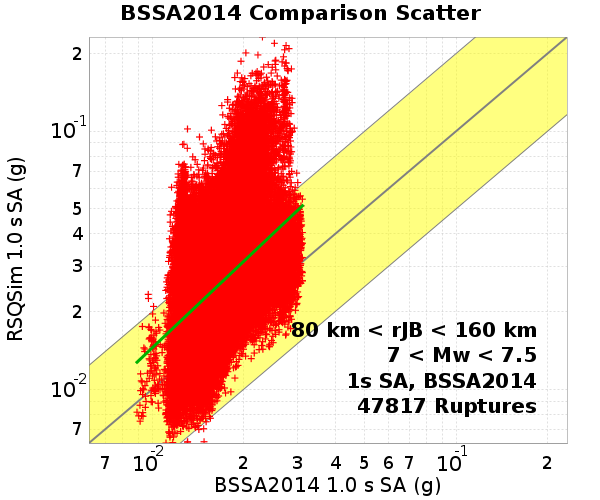 BSSA2014 Comparison Scatter
RSQSim 1.0 s SA (g)
2
10⁻¹
7
5
4
3
2
10⁻²
7
80 km < rJB < 160 km
7 < Mw < 7.5
1s SA, BSSA2014
47817 Ruptures
7 10⁻² 2 3 4 5 6 7 10⁻¹ 2
BSSA2014 1.0 s SA (g)